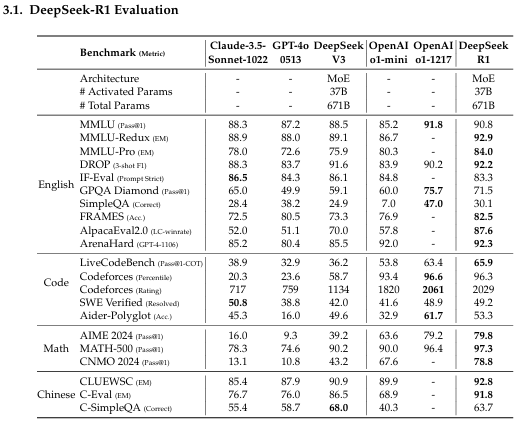 3.1. DeepSeek-R1 Evaluation
Benchmark (Metric) Claude-3.5-Sonnet-1022 GPT-4o 0513 DeepSeek V3 OpenAI o1-mini OpenAI o1-1217 DeepSeek R1
Architecture - - MoE - - MoE
# Activated Params - - 37B - - 37B
# Total Params - - 671B - - 671B
English
MMLU (Pass@1) 88.3 87.2 88.5 85.2 91.8 90.8
MMLU-Redux (EM) 88.9 88.0 89.1 86.7 - 92.9
MMLU-Pro (EM) 78.0 72.6 75.9 80.3 - 84.0
DROP (3-shot F1) 88.3 83.7 91.6 83.9 90.2 92.2
IF-Eval (Prompt Strict) 86.5 84.3 86.1 84.8 - 83.3
GPQA Diamond (Pass@1) 65.0 49.9 59.1 60.0 75.7 71.5
SimpleQA (Correct) 28.4 38.2 24.9 7.0 47.0 30.1
FRAMES (Acc.) 72.5 80.5 73.3 76.9 - 82.5
AlpacaEval2.0 (LC-winrate) 52.0 51.1 70.0 57.8 - 87.6
ArenaHard (GPT-4-1106) 85.2 80.4 85.5 92.0 - 92.3
Code
LiveCodeBench (Pass@1-COT) 38.9 32.9 36.2 53.8 63.4 65.9
Codeforces (Percentile) 20.3 23.6 58.7 93.4 96.6 96.3
Codeforces (Rating) 717 759 1134 1820 2061 2029
SWE Verified (Resolved) 50.8 38.8 42.0 41.6 48.9 49.2
Aider-Polyglot (Acc.) 45.3 16.0 49.6 32.9 61.7 53.3
Math
AIME 2024 (Pass@1) 16.0 9.3 39.2 63.6 79.2 79.8
MATH-500 (Pass@1) 78.3 74.6 90.2 90.0 96.4 97.3
CNMO 2024 (Pass@1) 13.1 10.8 43.2 67.6 - 78.8
Chinese
CLUEWSC (EM) 85.4 87.9 90.9 89.9 - 92.8
C-Eval (EM) 76.7 76.0 86.5 68.9 - 91.8
C-SimpleQA (Correct) 55.4 58.7 68.0 40.3 - 63.7